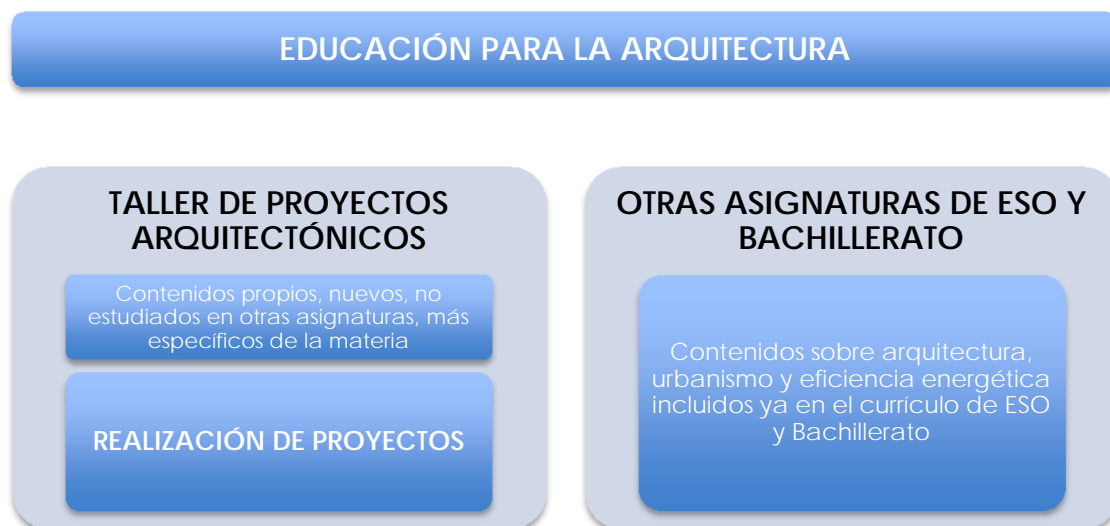 EDUCACIÓN PARA LA ARQUITECTURA
TALLER DE PROYECTOS
ARQUITECTÓNICOS
Contenidos propios, nuevos, no
estudiados en otras asignaturas, más
específicos de la materia
REALIZACIÓN DE PROYECTOS
OTRAS ASIGNATURAS DE ESO Y
BACHILLERATO
Contenidos sobre arquitectura,
urbanismo y eficiencia energética
incluidos ya en el currículo de ESO
y Bachillerato